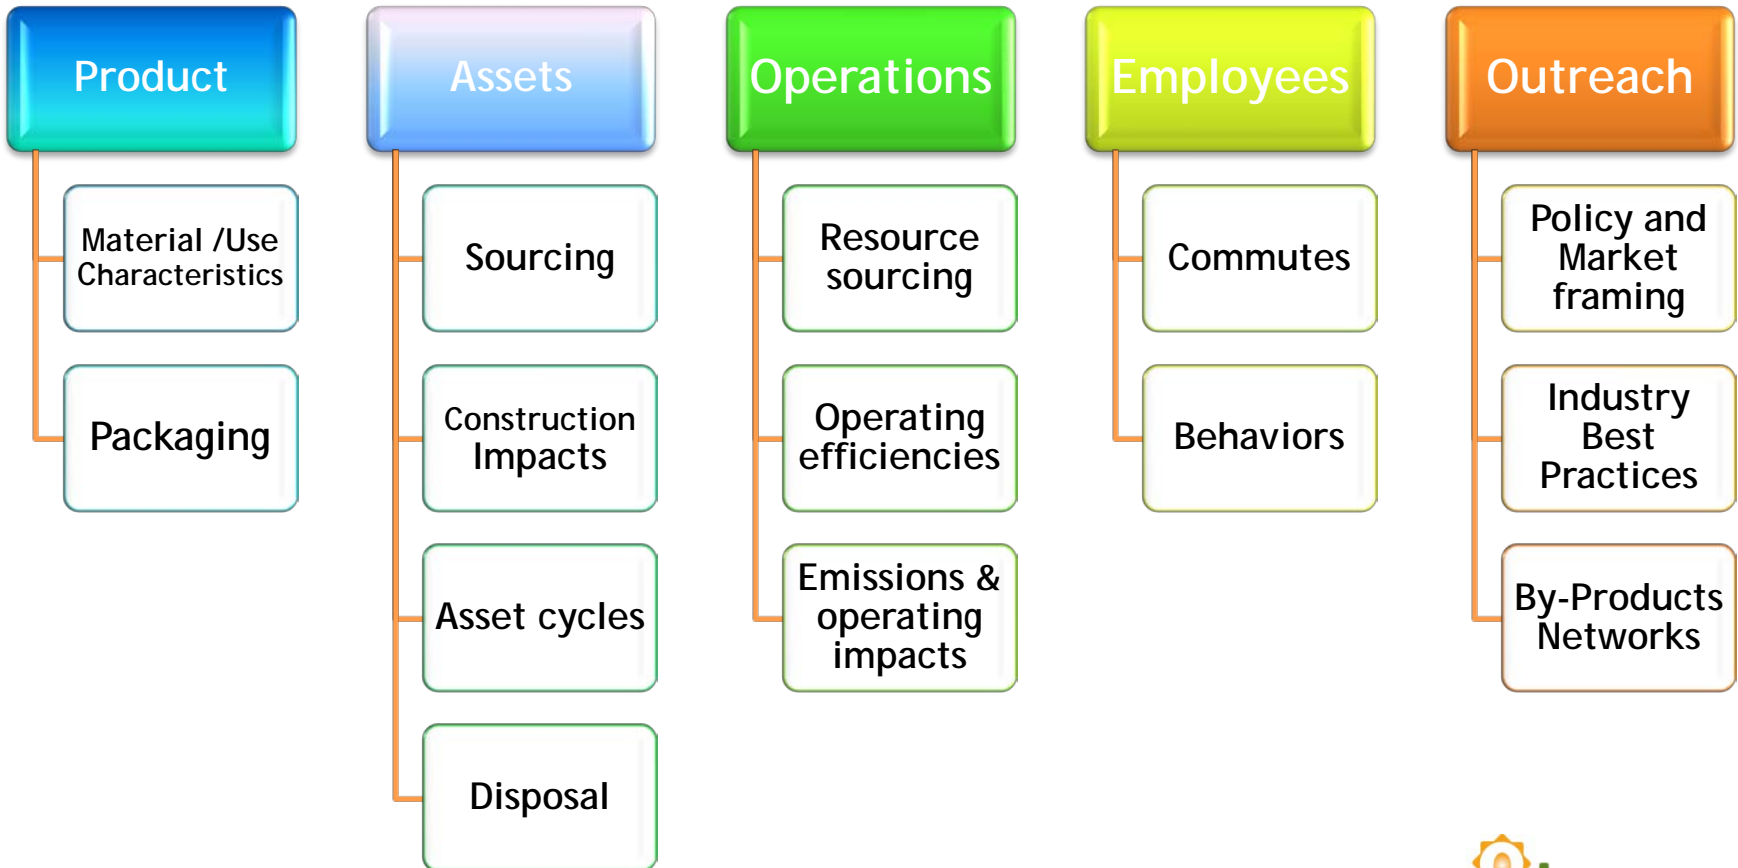 Product
Assets
Operations
Employees
Outreach
Material /Use
Characteristics
Packaging
Sourcing
Construction
Impacts
Asset cycles
Disposal
Resource
sourcing
Operating
efficiencies
Emissions &
operating
impacts
Commutes
Behaviors
Policy and
Market
framing
Industry
Best
Practices
By-Products
Networks